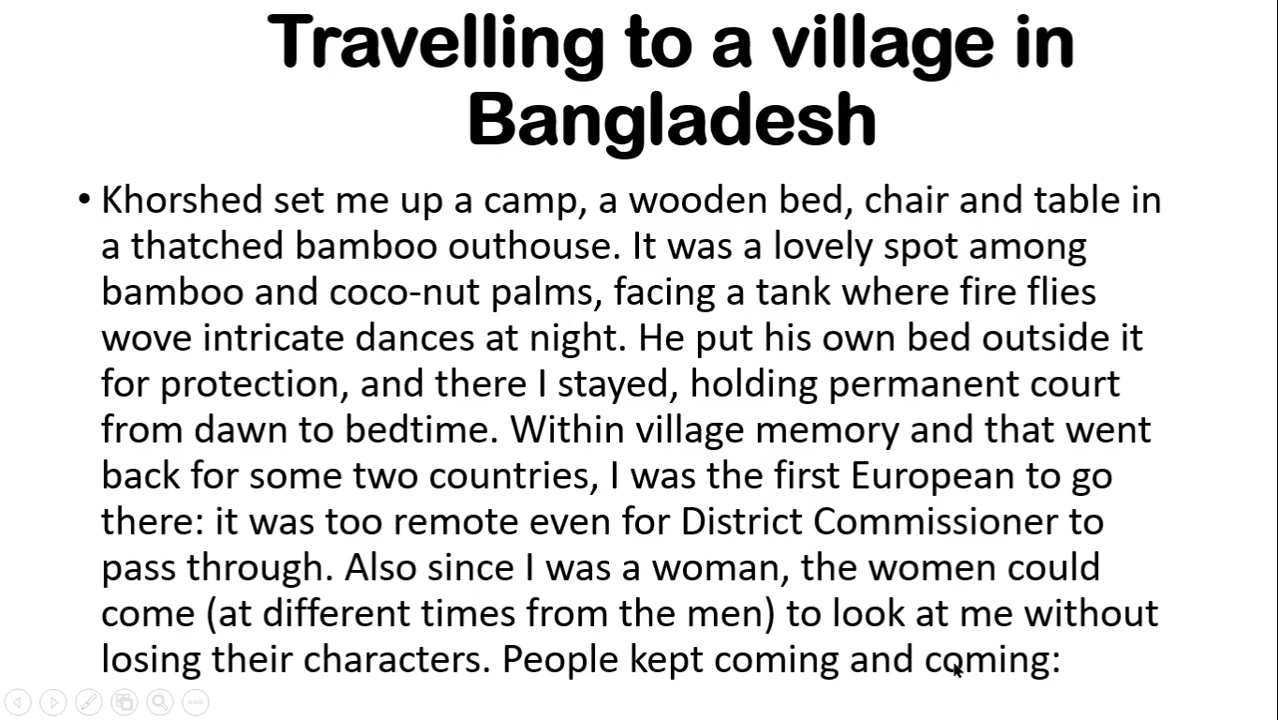 Travelling to a village in
Bangladesh
• Khorshed set me up a camp, a wooden bed, chair and table in
a thatched bamboo outhouse. It was a lovely spot among
bamboo and coco-nut palms, facing a tank where fire flies
wove intricate dances at night. He put his own bed outside it
for protection, and there I stayed, holding permanent court
from dawn to bedtime. Within village memory and that went
back for some two countries, I was the first European to go
there: it was too remote even for District Commissioner to
pass through. Also since I was a woman, the women could
come (at different times from the men) to look at me without
losing their characters. People kept coming and coming: